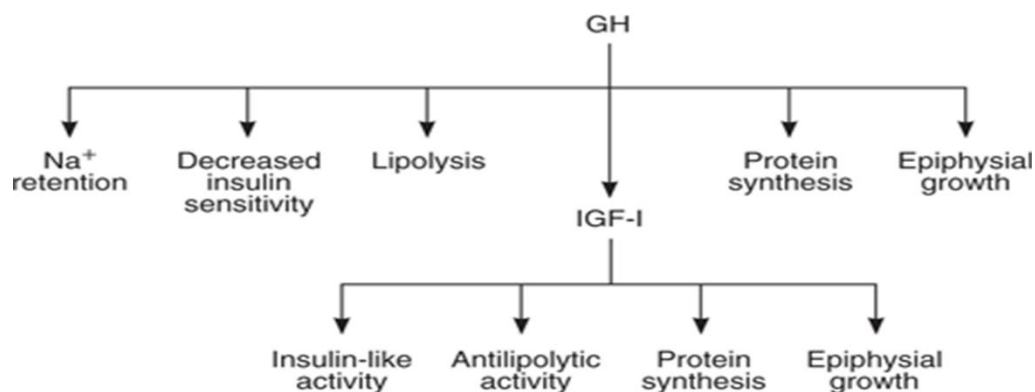 GH
Na+ retention
Decreased insulin sensitivity
Lipolysis
Protein synthesis
Epiphysial growth
IGF-I
Insulin-like activity
Antilipolytic activity
Protein synthesis
Epiphysial growth